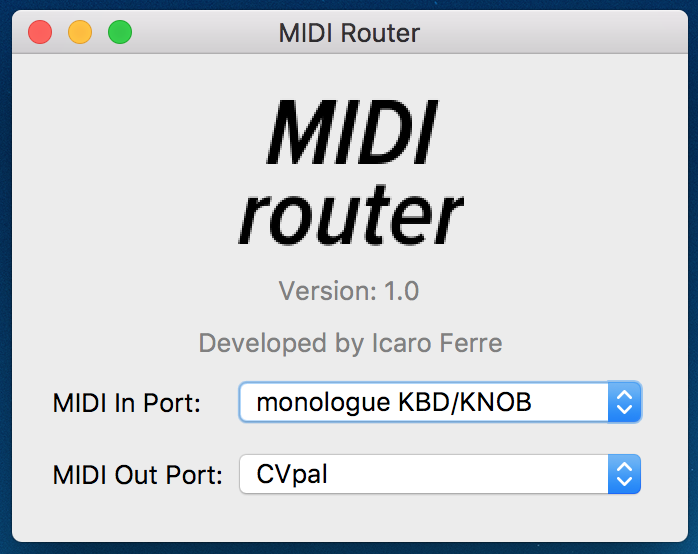 MIDI Router
MIDI
router
Version: 1.0
Developed by Icaro Ferre
MIDI In Port: monologue KBD/KNOB
MIDI Out Port: CVpal